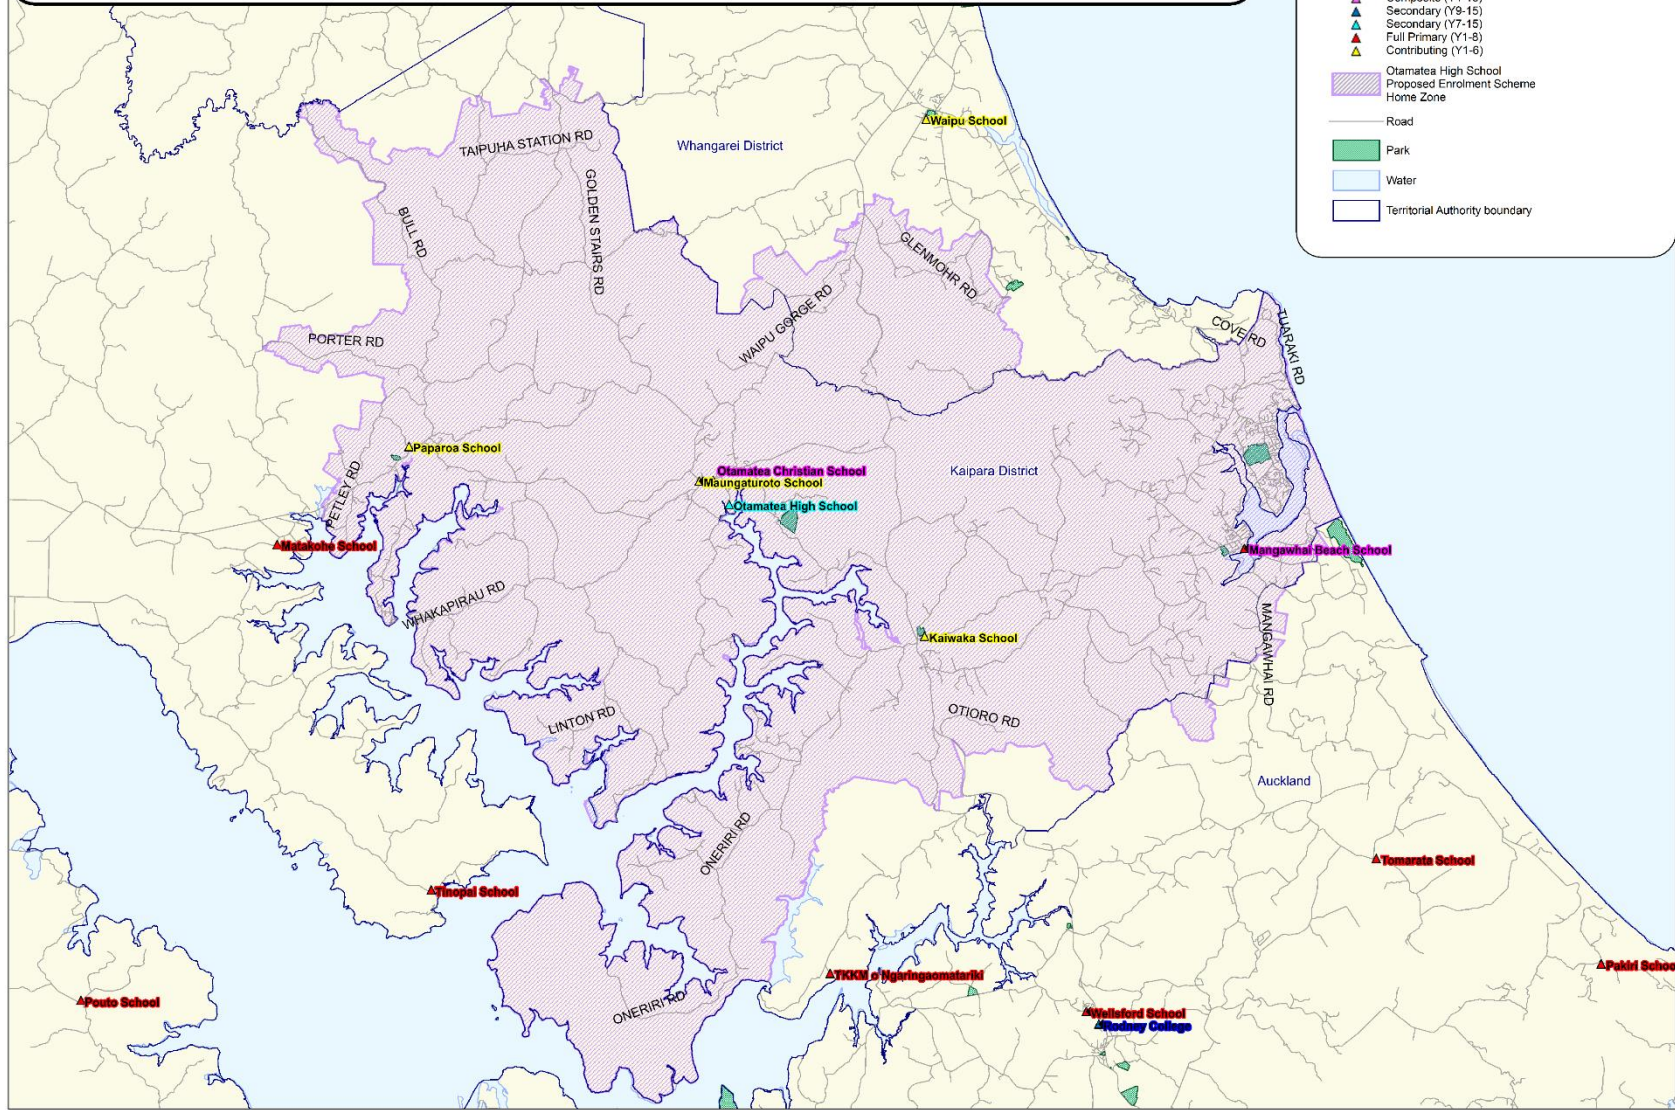 Secondary (Y9-15)
Secondary (Y7-15)
Full Primary (Y1-8)
Contributing (Y1-6)
Otamatea High School
Proposed Enrolment Scheme
Home Zone
Road
Park
Water
Territorial Authority boundary
Waipu School
Whangarei District
TAIPUHA STATION RD
GOLDEN STAIRS RD
BULL RD
GLENMOHR RD
WAIPU GORGE RD
COVE RD
TUARAKI RD
PORTER RD
Paparoa School
PETLEY RD
Otamatea Christian School
Maungaturoto School
Otamatea High School
Kaipara District
Matakohe School
Mangawhai Beach School
WHAKAPIRAU RD
Kaiwaka School
MANGAWHAI RD
LINTON RD
OTIORO RD
Auckland
ONERIRI RD
Tomarata School
Tinopai School
TKKM o Ngaringaomatariki
Pakiri Schoo
Pouto School
ONERIRI RD
Wellsford School
Rodney College